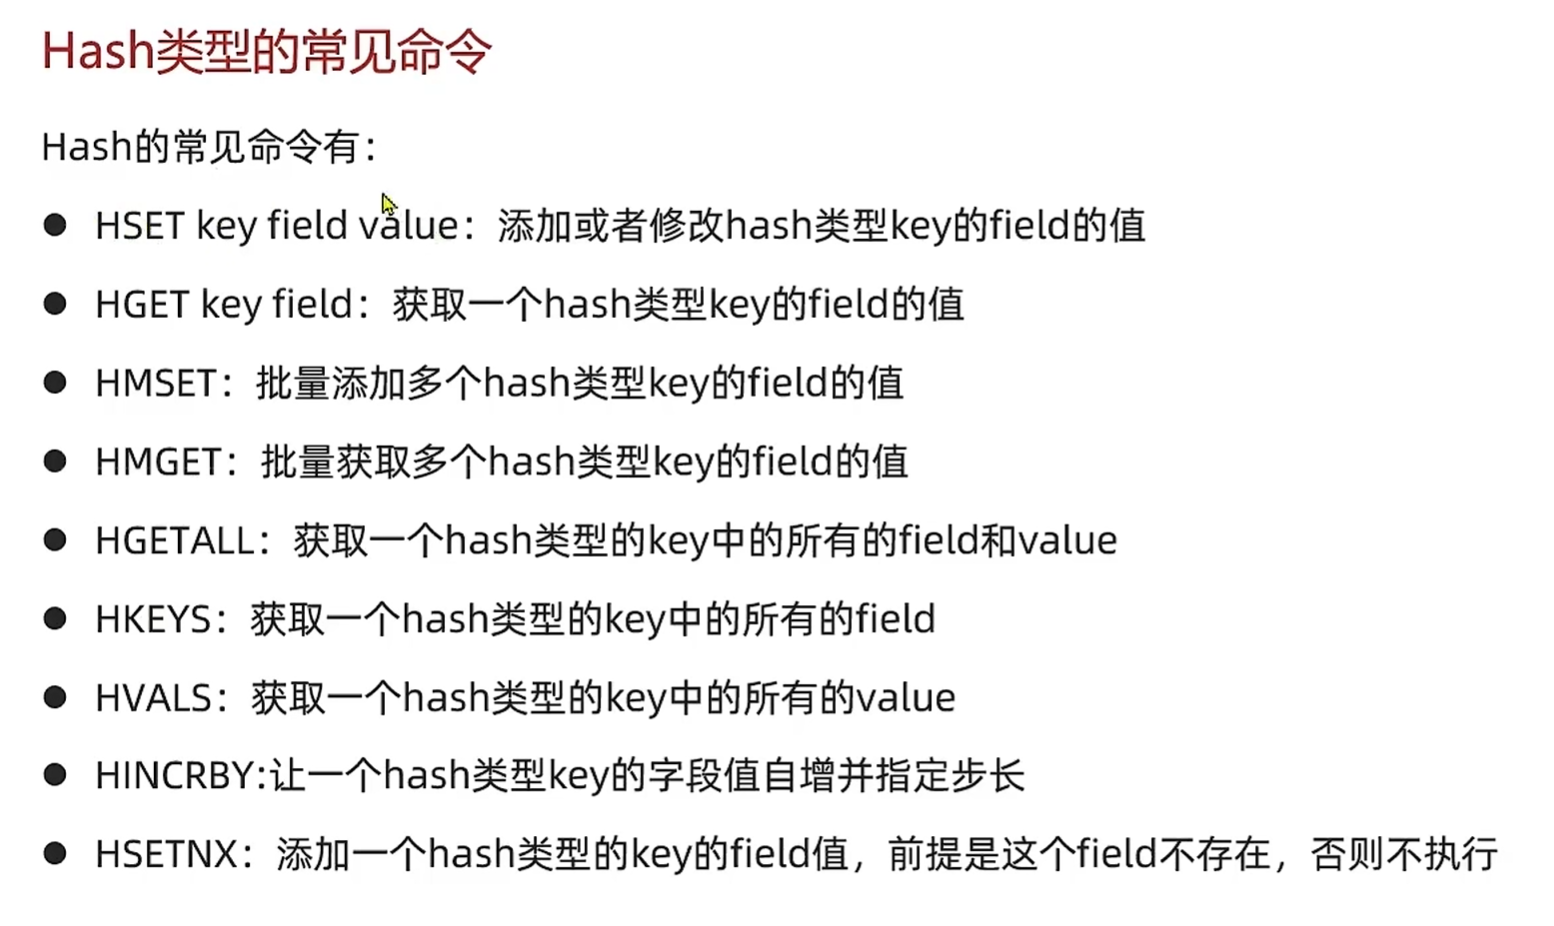 Hash类型的常见命令
Hash的常见命令有：
● HSET key field value：添加或者修改hash类型key的field的值
● HGET key field：获取一个hash类型key的field的值
● HMSET：批量添加多个hash类型key的field的值
● HMGET：批量获取多个hash类型key的field的值
● HGETALL：获取一个hash类型的key中的所有的field和value
● HKEYS：获取一个hash类型的key中的所有的field
● HVALS：获取一个hash类型的key中的所有的value
● HINCRBY:让一个hash类型key的字段值自增并指定步长
● HSETNX：添加一个hash类型的key的field值，前提是这个field不存在，否则不执行